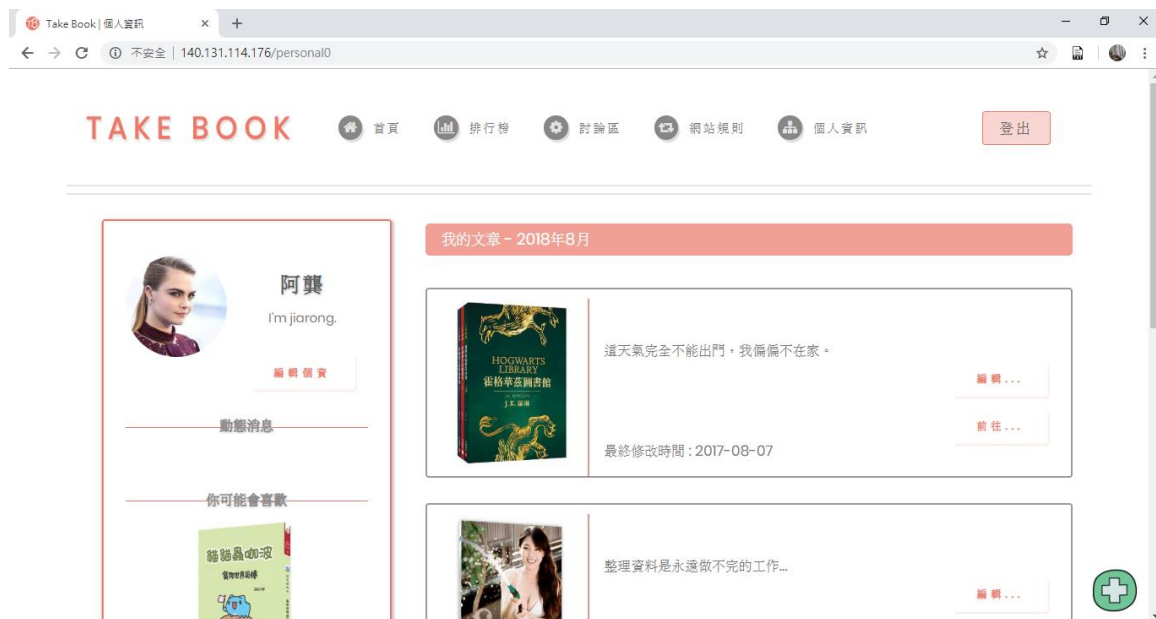 Take Book | 個人資訊
不安全 | 140.131.114.176/personal0
TAKE BOOK
首頁
排行榜
討論區
網站規則
個人資訊
登出
阿龔
I'm jiarong.
編輯個資
動態消息
你可能會喜歡
貓貓蟲咖波
我的文章 - 2018年8月
HOGWARTS
LIBRARY
霍格華茲圖書館
J.K. 羅琳
這天氣完全不能出門，我偏偏不在家。
編輯...
前往...
最終修改時間 : 2017-08-07
整理資料是永遠做不完的工作...
編輯...